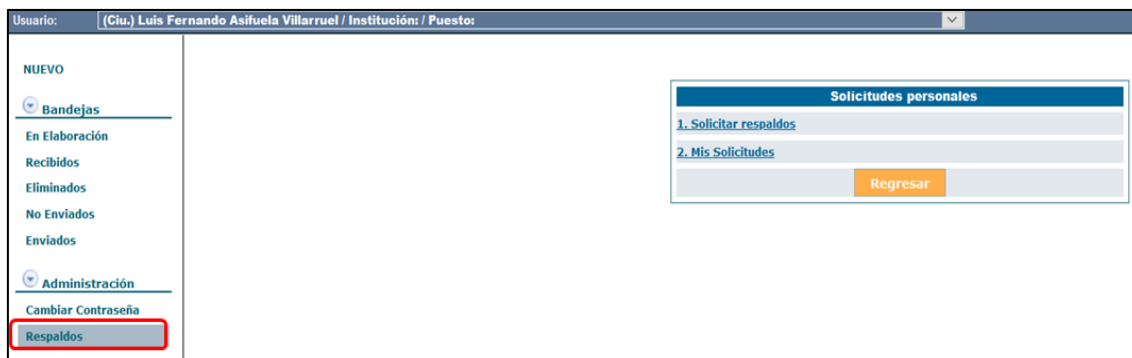 Usuario: (Ciu.) Luis Fernando Asifuela Villarruel / Institución: / Puesto:
NUEVO
Bandejas
En Elaboración
Recibidos
Eliminados
No Enviados
Enviados
Administración
Cambiar Contraseña
Respaldos
Solicitudes personales
1. Solicitar respaldos
2. Mis Solicitudes
Regresar